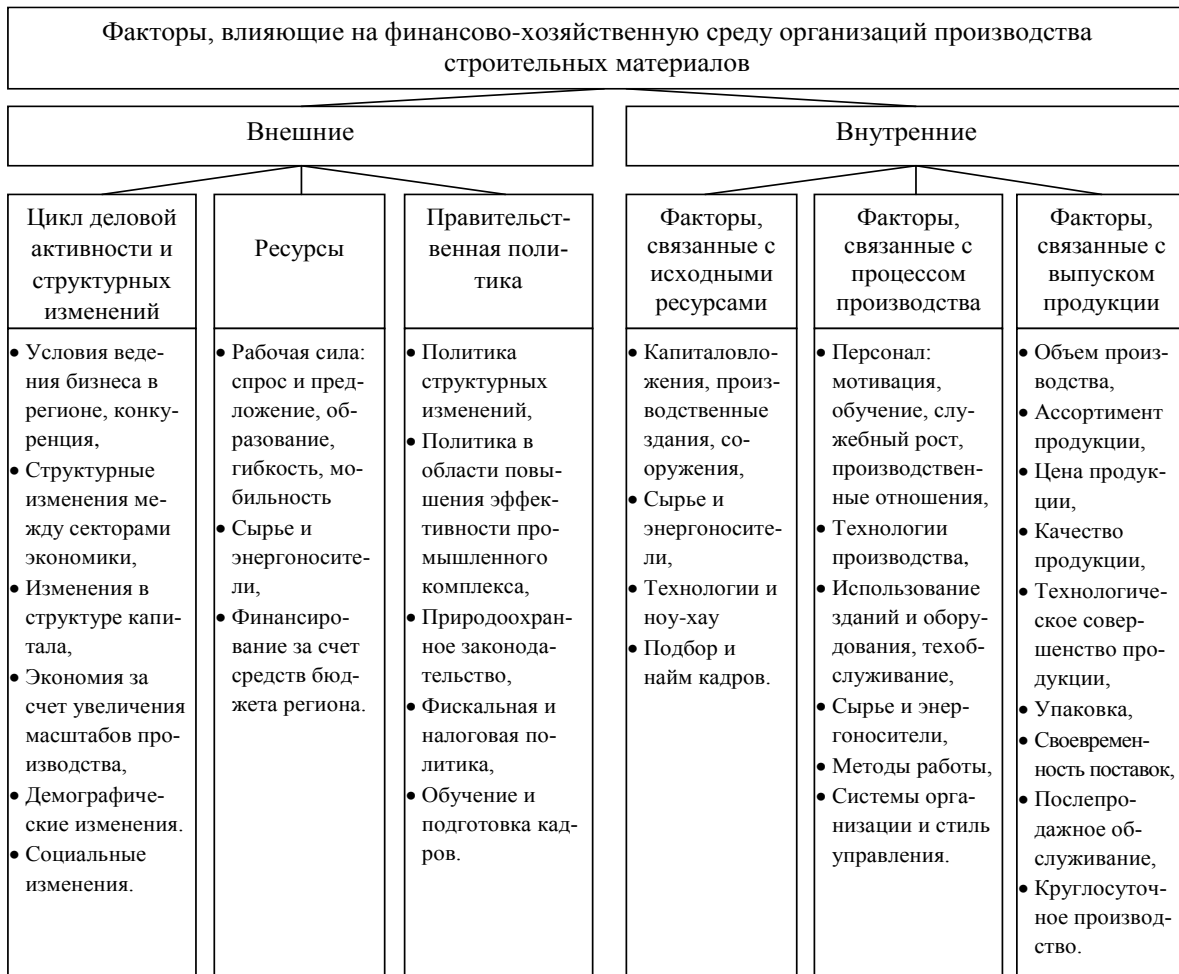 Факторы, влияющие на финансово-хозяйственную среду организаций производства
строительных материалов
Внешние
Внутренние
Цикл деловой
активности и
структурных
изменений
Ресурсы
Правительст-
венная поли-
тика
Факторы,
связанные с
исходными
ресурсами
Факторы,
связанные с
процессом
производства
Факторы,
связанные с
выпуском
продукции
• Условия веде-
ния бизнеса в
регионе, конку-
ренция,
• Структурные
изменения ме-
жду секторами
экономики,
• Изменения в
структуре капи-
тала,
• Экономия за
счет увеличения
масштабов про-
изводства,
• Демографиче-
ские изменения.
• Социальные
изменения.
• Рабочая сила:
спрос и пред-
ложение, об-
разование,
гибкость, мо-
бильность
• Сырье и
энергоносите-
ли,
• Финансиро-
вание за счет
средств бюд-
жета региона.
• Политика
структурных
изменений,
• Политика в
области повы-
шения эффек-
тивности про-
мышленного
комплекса,
• Природоохран-
ное законода-
тельство,
• Фискальная и
налоговая по-
литика,
• Обучение и
подготовка кад-
ров.
• Капиталовло-
жения, произ-
водственные
здания, со-
оружения,
• Сырье и
энергоносите-
ли,
• Технологии и
ноу-хау
• Подбор и
найм кадров.
• Персонал:
мотивация,
обучение, слу-
жебный рост,
производствен-
ные отношения,
• Технологии
производства,
• Использование
зданий и обору-
дования, техоб-
служивание,
• Сырье и энер-
гоносители,
• Методы работы,
• Системы орга-
низации и стиль
управления.
• Объем произ-
водства,
• Ассортимент
продукции,
• Цена продук-
ции,
• Качество
продукции,
• Технологиче-
ское совер-
шенство про-
дукции,
• Упаковка,
• Своевремен-
ность поставок,
• Послепро-
дажное об-
служивание,
• Круглосуточ-
ное производ-
ство.